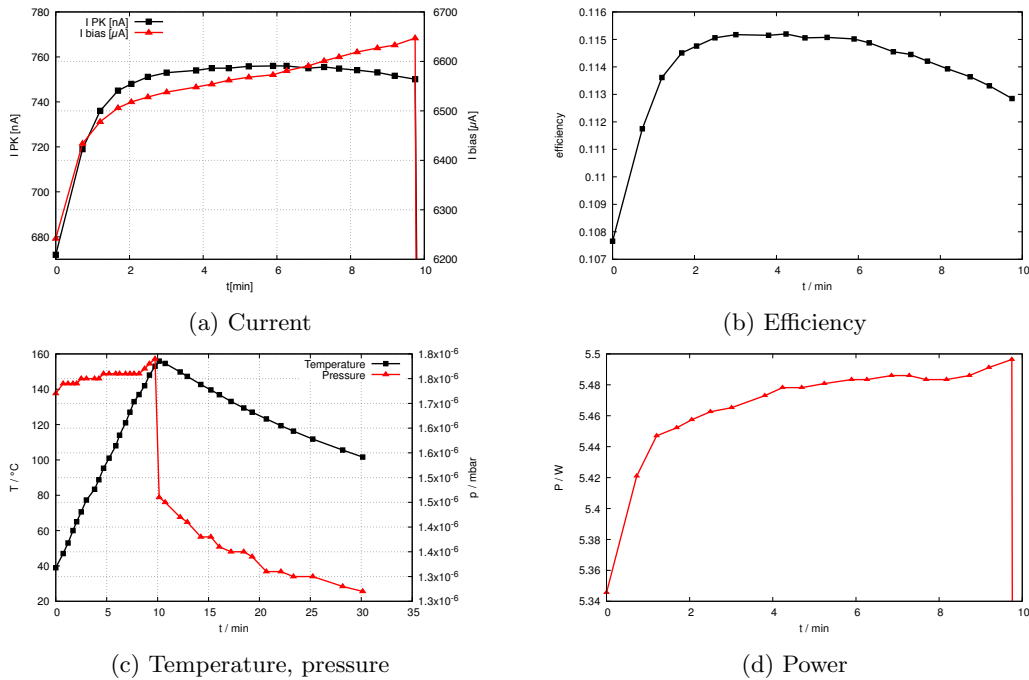 I PK [nA]
I bias [µA]
780
760
740
720
700
680
6700
6600
6500
6400
6300
6200
0
2
4
6
8
10
I PK [nA]
I bias [µA]
t[min]
(a) Current
0.116
0.115
0.114
0.113
0.112
0.111
0.11
0.109
0.108
0.107
0
2
4
6
8
10
efficiency
t / min
(b) Efficiency
Temperature
Pressure
160
140
120
100
80
60
40
20
1.8x10⁻⁶
1.8x10⁻⁶
1.7x10⁻⁶
1.6x10⁻⁶
1.6x10⁻⁶
1.5x10⁻⁶
1.5x10⁻⁶
1.4x10⁻⁶
1.4x10⁻⁶
1.3x10⁻⁶
1.3x10⁻⁶
0
5
10
15
20
25
30
35
T / °C
p / mbar
t / min
(c) Temperature, pressure
5.5
5.48
5.46
5.44
5.42
5.4
5.38
5.36
5.34
0
2
4
6
8
10
P / W
t / min
(d) Power